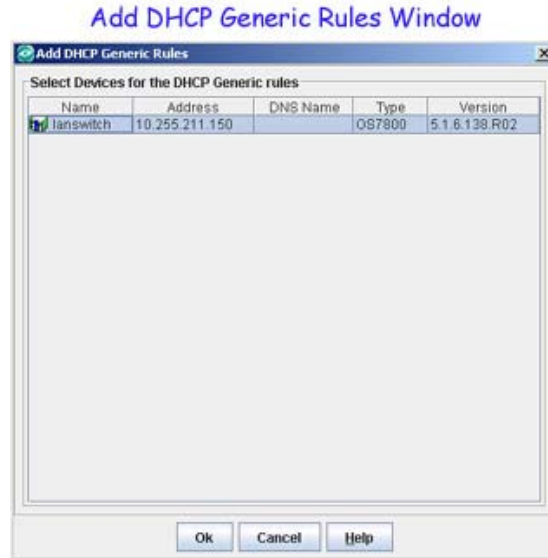 Add DHCP Generic Rules Window
Add DHCP Generic Rules
Select Devices for the DHCP Generic rules
Name Address DNS Name Type Version
lanswitch 10.255.211.150 OS7800 5.1.6.138.R02
Ok Cancel Help